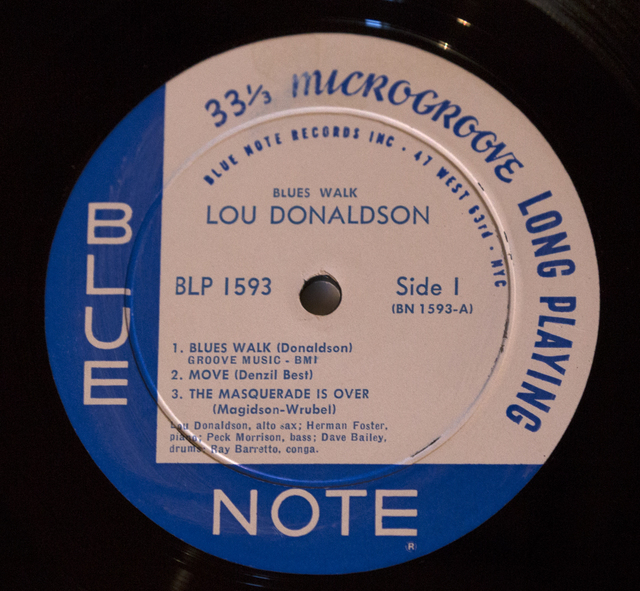 33⅓ MICROGROOVE LONG PLAYING
BLUE NOTE RECORDS INC · 47 WEST 63rd · NYC
BLUES WALK
LOU DONALDSON
BLP 1593
Side 1
(BN 1593-A)
1. BLUES WALK (Donaldson)
GROOVE MUSIC - BMI
2. MOVE (Denzil Best)
3. THE MASQUERADE IS OVER
(Magidson-Wrubel)
Lou Donaldson, alto sax; Herman Foster,
piano; Peck Morrison, bass; Dave Bailey,
drums; Ray Barretto, conga.
BLUE
NOTE
®